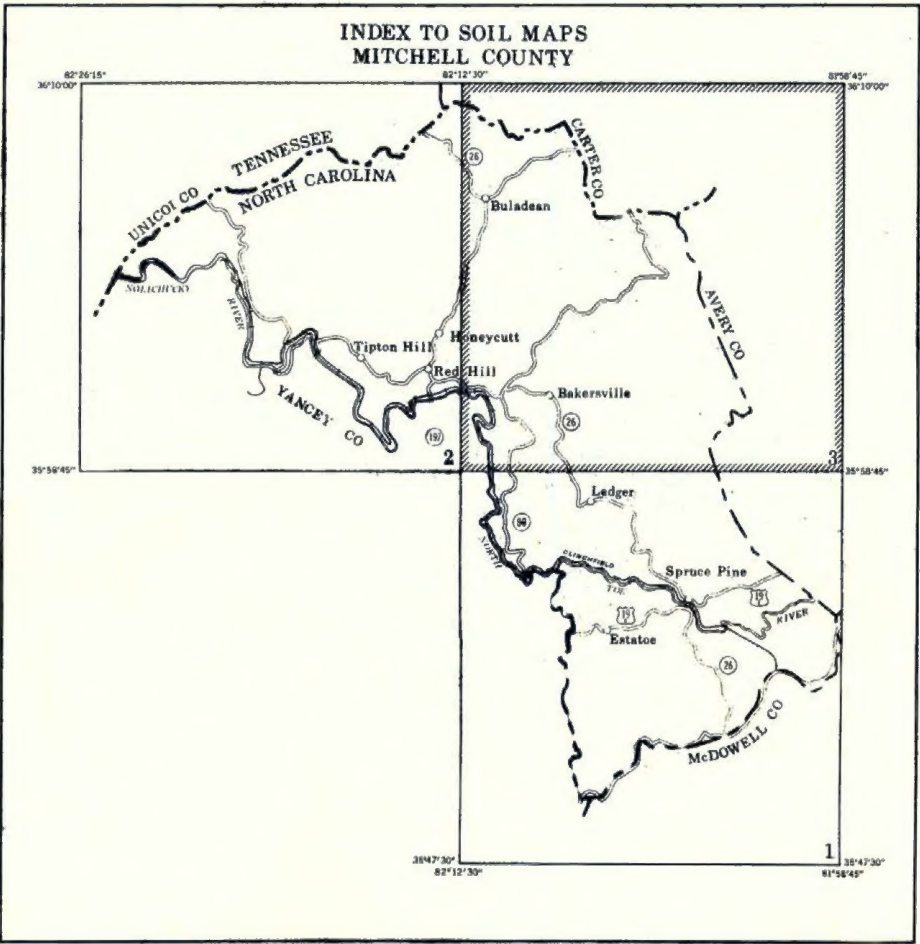 INDEX TO SOIL MAPS
MITCHELL COUNTY
82°26'15"
82°12'30"
81°58'45"
36°10'00"
36°10'00"
TENNESSEE
NORTH CAROLINA
UNICOI CO
CARTER CO
26
Buladean
NOLICHUCKY
RIVER
AVERY CO
Honeycutt
Tipton Hill
Red Hill
Bakersville
YANCEY CO
197
26
2
3
35°58'45"
35°58'45"
Ledger
80
NORTH
CLINCHFIELD
TOE
Spruce Pine
19
19
RIVER
Estatoe
26
McDOWELL CO
1
35°47'30"
35°47'30"
82°12'30"
81°58'45"